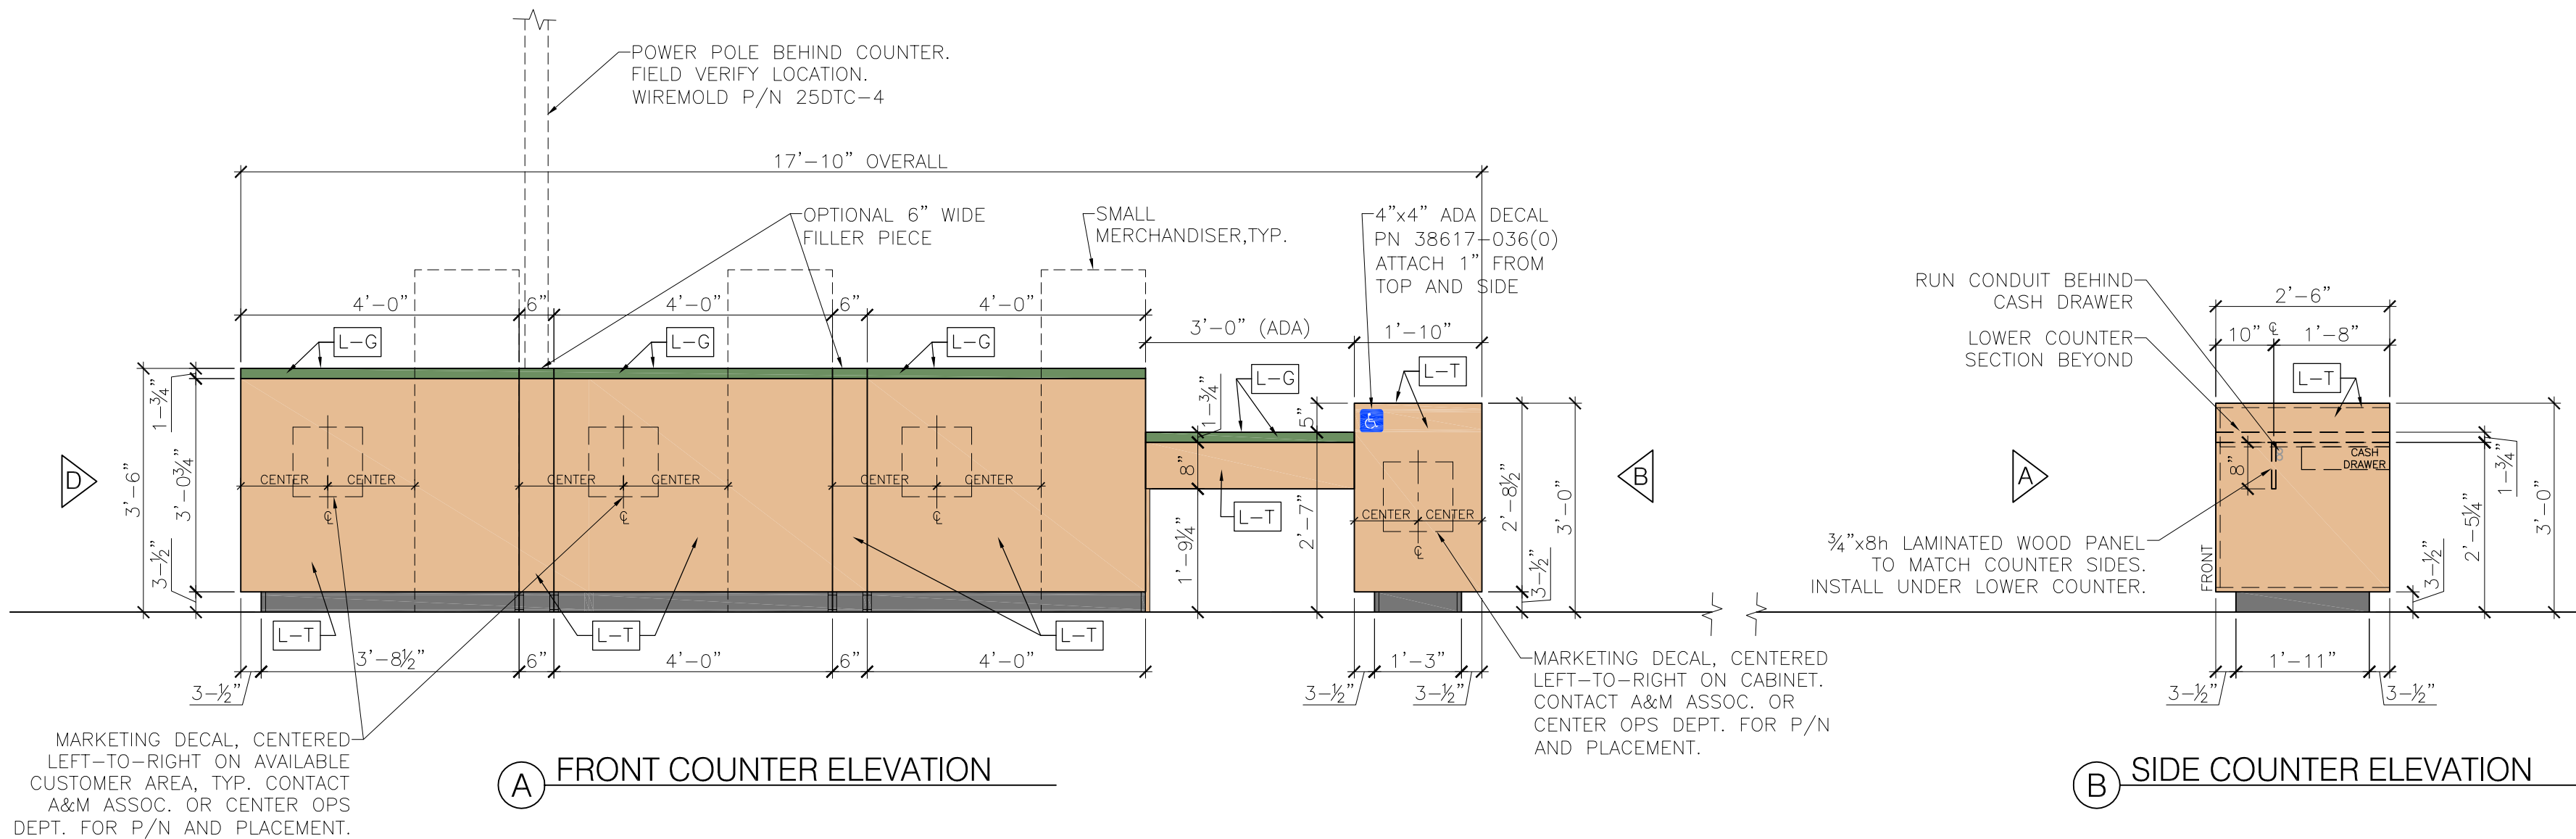 POWER POLE BEHIND COUNTER.
FIELD VERIFY LOCATION.
WIREMOLD P/N 25DTC-4
17'-10" OVERALL
OPTIONAL 6" WIDE
FILLER PIECE
SMALL
MERCHANDISER,TYP.
4"x4" ADA DECAL
PN 38617-036(0)
ATTACH 1" FROM
TOP AND SIDE
4'-0"
6"
4'-0"
6"
4'-0"
3'-0" (ADA)
1'-10"
L-G
L-G
L-G
L-G
L-T
1-¾"
3'-6"
3'-0¾"
3-½"
D
CENTER
CENTER
℄
CENTER
CENTER
℄
CENTER
CENTER
℄
1-¾"
8"
1'-9¼"
5"
2'-7"
L-T
CENTER
CENTER
℄
2'-8½"
3-½"
3'-0"
B
L-T
L-T
L-T
3-½"
3'-8½"
6"
4'-0"
6"
4'-0"
3-½"
1'-3"
3-½"
MARKETING DECAL, CENTERED
LEFT-TO-RIGHT ON AVAILABLE
CUSTOMER AREA, TYP. CONTACT
A&M ASSOC. OR CENTER OPS
DEPT. FOR P/N AND PLACEMENT.
MARKETING DECAL, CENTERED
LEFT-TO-RIGHT ON CABINET.
CONTACT A&M ASSOC. OR
CENTER OPS DEPT. FOR P/N
AND PLACEMENT.
A FRONT COUNTER ELEVATION
RUN CONDUIT BEHIND
CASH DRAWER
LOWER COUNTER
SECTION BEYOND
2'-6"
10"
℄
1'-8"
L-T
A
8"
CASH
DRAWER
¾"x8h LAMINATED WOOD PANEL
TO MATCH COUNTER SIDES.
INSTALL UNDER LOWER COUNTER.
FRONT
3-½"
2'-5¼"
1-¾"
3'-0"
3-½"
1'-11"
3-½"
B SIDE COUNTER ELEVATION